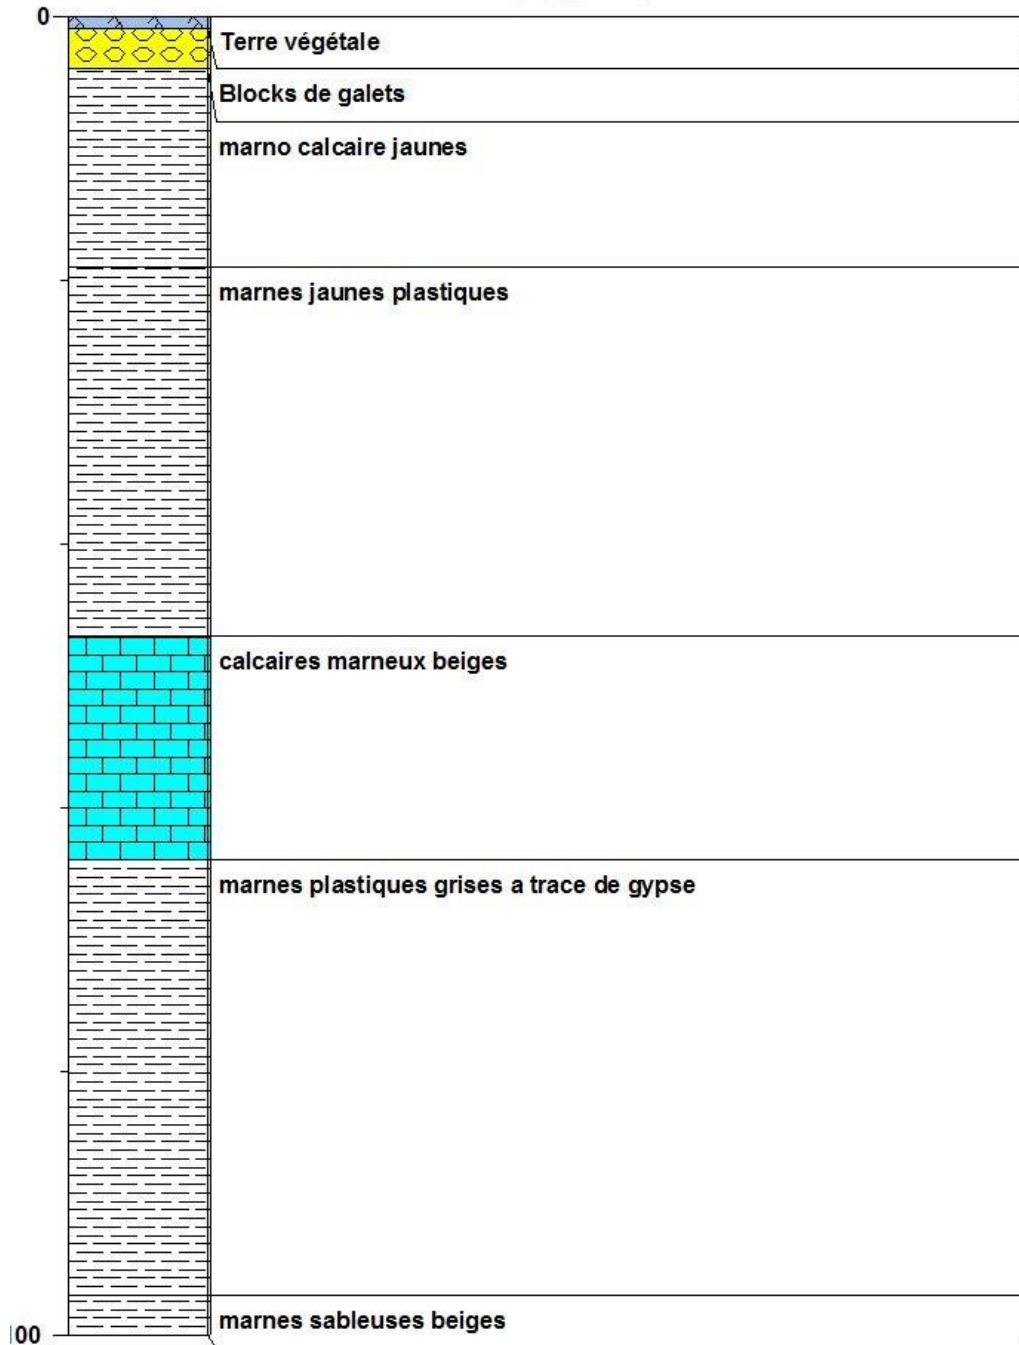 0
Terre végétale
Blocks de galets
marno calcaire jaunes
marnes jaunes plastiques
calcaires marneux beiges
marnes plastiques grises a trace de gypse
marnes sableuses beiges
00